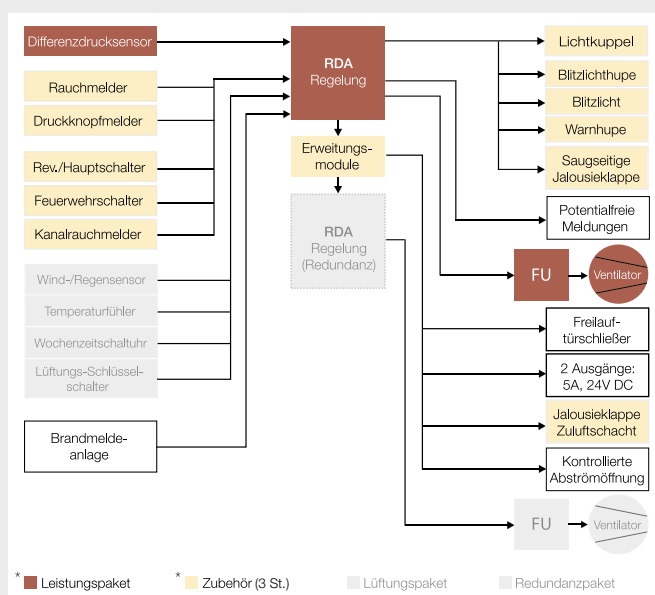 Differenzdrucksensor
Rauchmelder
Druckknopfmelder
Rev./Hauptschalter
Feuerwehrschalter
Kanalrauchmelder
Wind-/Regensensor
Temperaturfühler
Wochenzeitschaltuhr
Lüftungs-Schlüssel-
schalter
Brandmelde-
anlage
RDA
Regelung
Erweitungs-
module
RDA
Regelung
(Redundanz)
Lichtkuppel
Blitzlichthupe
Blitzlicht
Warnhupe
Saugseitige
Jalousieklappe
Potentialfreie
Meldungen
FU
Ventilator
Freilauf-
türschließer
2 Ausgänge:
5A, 24V DC
Jalousieklappe
Zuluftschacht
Kontrollierte
Abströmöffnung
FU
Ventilator
* Leistungspaket
* Zubehör (3 St.)
Lüftungspaket
Redundanzpaket